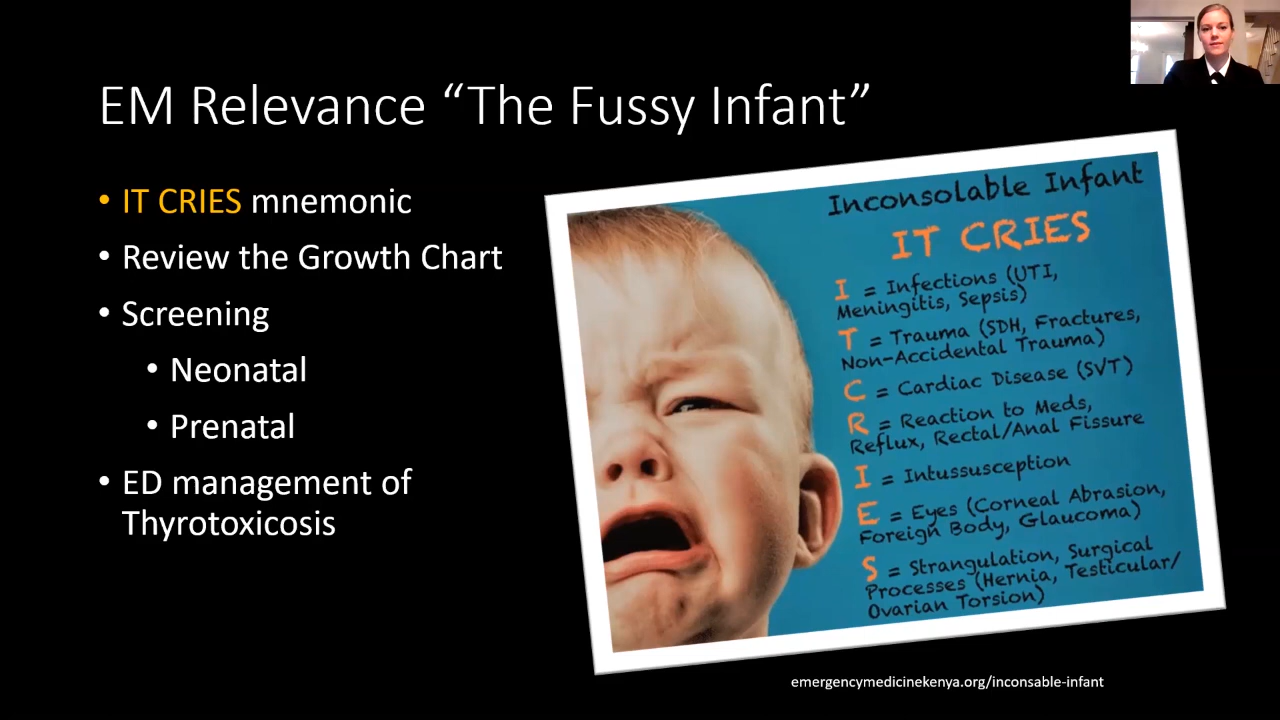 EM Relevance “The Fussy Infant”
• IT CRIES mnemonic
• Review the Growth Chart
• Screening
• Neonatal
• Prenatal
• ED management of
Thyrotoxicosis
Inconsolable Infant
IT CRIES
I = Infections (UTI,
Meningitis, Sepsis)
T = Trauma (SDH, Fractures,
Non-Accidental Trauma)
C = Cardiac Disease (SVT)
R = Reaction to Meds,
Reflux, Rectal/Anal Fissure
I = Intussusception
E = Eyes (Corneal Abrasion,
Foreign Body, Glaucoma)
S = Strangulation, Surgical
Processes (Hernia, Testicular/
Ovarian Torsion)
emergencymedicinekenya.org/inconsable-infant